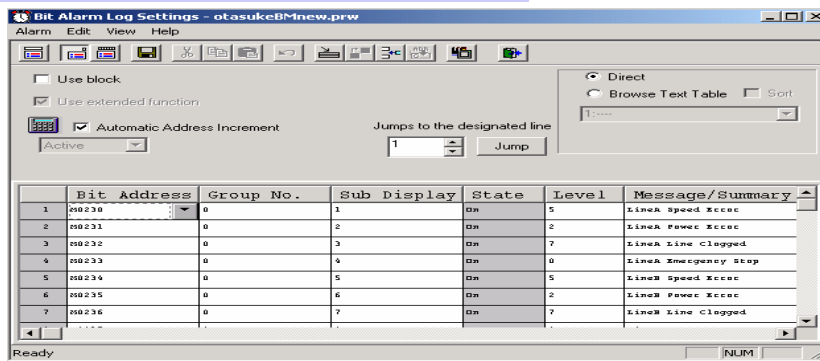 Bit Alarm Log Settings - otasukeBMnew.prw
Alarm Edit View Help
Use block
Use extended function
Automatic Address Increment
Active
Jumps to the designated line
1 Jump
Direct
Browse Text Table Sort
1:----
Bit Address Group No. Sub Display State Level Message/Summary
1 M0230 0 1 On 5 LineA Speed Error
2 M0231 0 2 On 2 LineA Power Error
3 M0232 0 3 On 7 LineA Line Clogged
4 M0233 0 4 On 0 LineA Emergency Stop
5 M0234 0 5 On 5 LineB Speed Error
6 M0235 0 6 On 2 LineB Power Error
7 M0236 0 7 On 7 LineB Line Clogged
Ready NUM